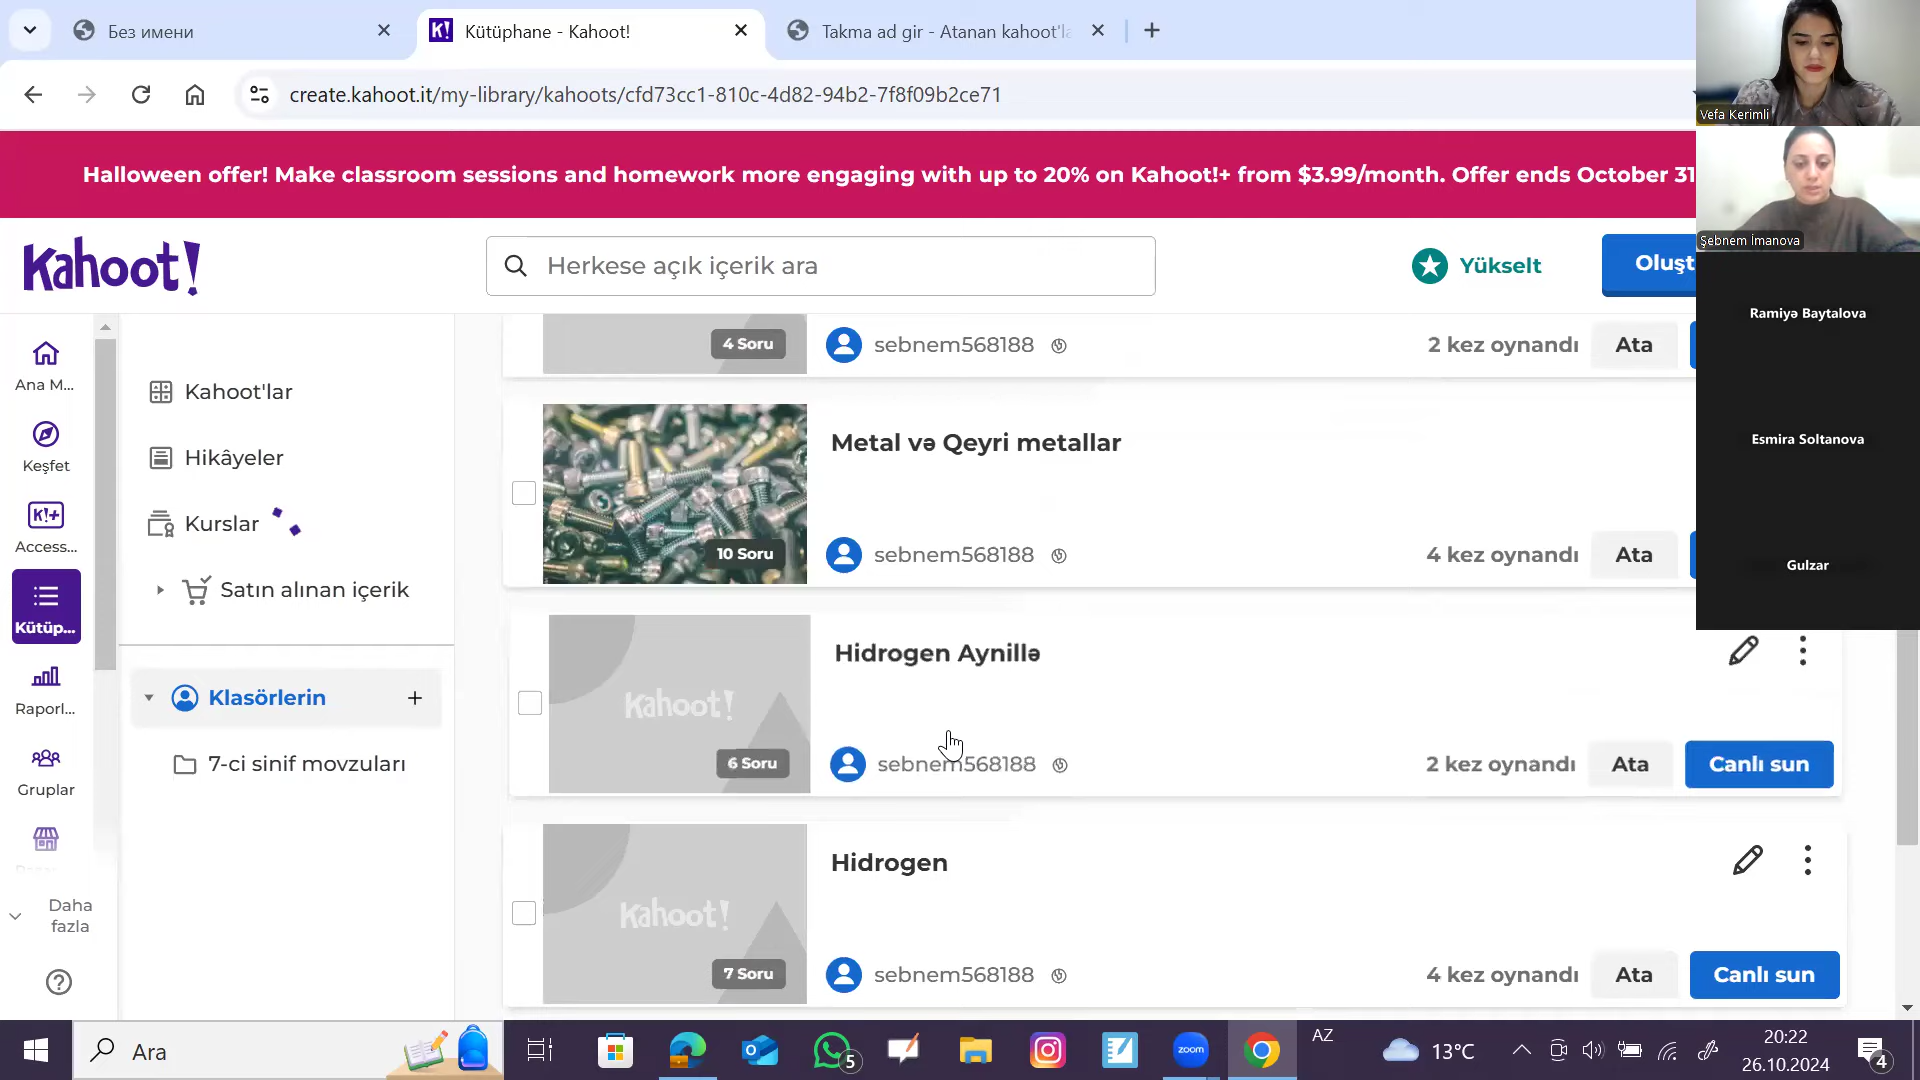 Без имени
Kütüphane - Kahoot!
Takma ad gir - Atanan kahoot'la
create.kahoot.it/my-library/kahoots/cfd73cc1-810c-4d82-94b2-7f8f09b2ce71
Vefa Kerimli
Halloween offer! Make classroom sessions and homework more engaging with up to 20% on Kahoot!+ from $3.99/month. Offer ends October 31
Şebnem İmanova
Kahoot!
Herkese açık içerik ara
Yükselt
Oluşt
Ramiyə Baytalova
Esmira Soltanova
Gulzar
Ana M...
Keşfet
K!+
Access...
Kütüp...
Raporl...
Gruplar
Daha
fazla
Kahoot'lar
Hikâyeler
Kurslar
Satın alınan içerik
Klasörlerin
7-ci sinif movzuları
4 Soru
sebnem568188
2 kez oynandı
Ata
Metal və Qeyri metallar
10 Soru
sebnem568188
4 kez oynandı
Ata
Hidrogen Aynillə
Kahoot!
6 Soru
sebnem568188
2 kez oynandı
Ata
Canlı sun
Hidrogen
Kahoot!
7 Soru
sebnem568188
4 kez oynandı
Ata
Canlı sun
Ara
5
zoom
AZ
13°C
20:22
26.10.2024
4